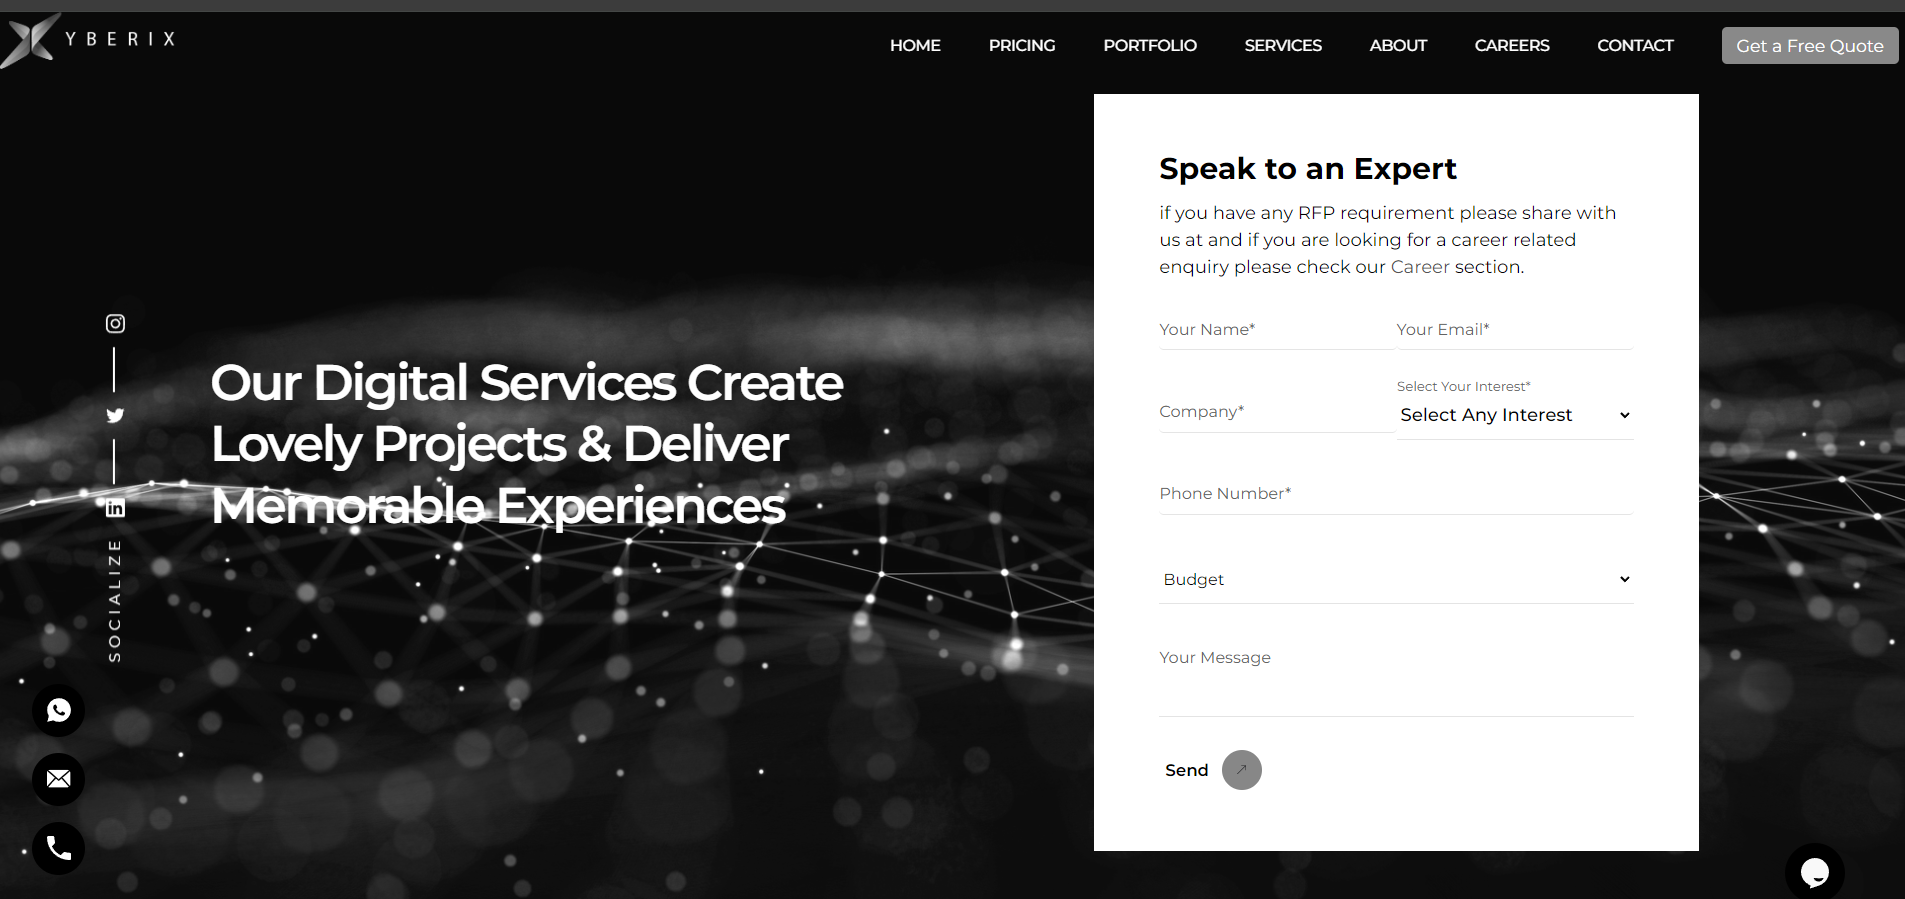 YBERIX
HOME
PRICING
PORTFOLIO
SERVICES
ABOUT
CAREERS
CONTACT
Get a Free Quote
Our Digital Services Create
Lovely Projects & Deliver
Memorable Experiences
SOCIALIZE
Speak to an Expert
if you have any RFP requirement please share with
us at and if you are looking for a career related
enquiry please check our Career section.
Your Name*
Your Email*
Company*
Select Your Interest*
Select Any Interest
Phone Number*
Budget
Your Message
Send